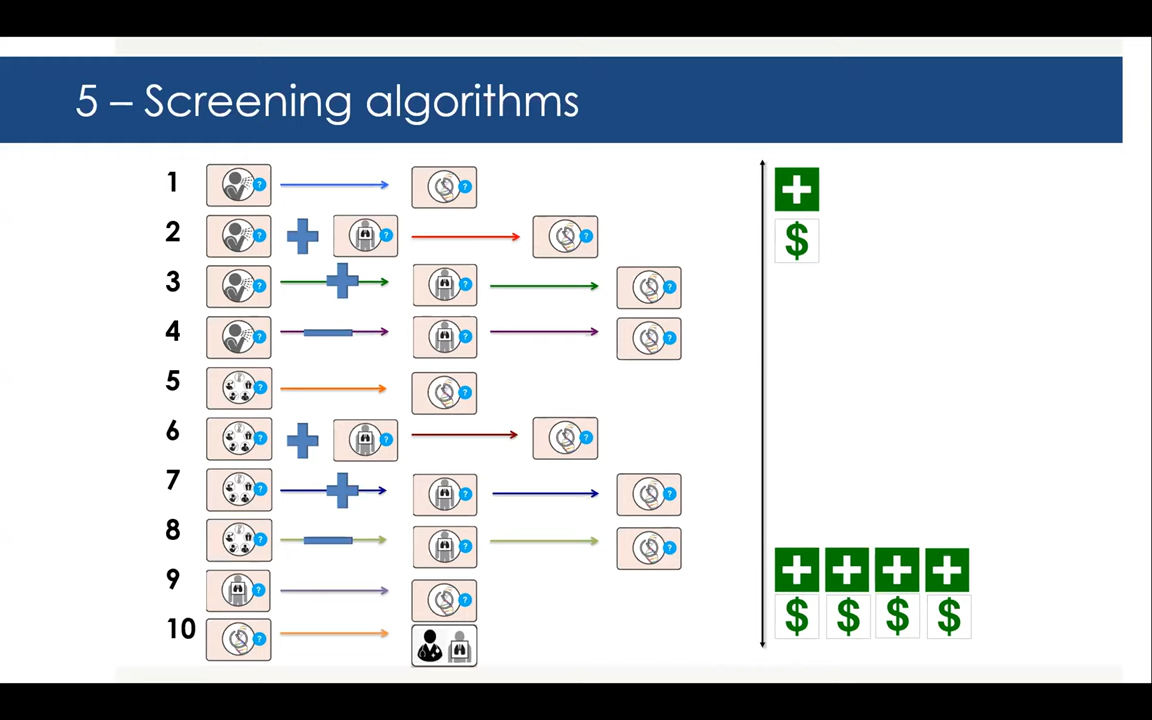 5 – Screening algorithms
1 ? ?
2 ? ? ?
3 ? ? ?
4 ? ? ?
5 ? ?
6 ? ? ?
7 ? ? ?
8 ? ? ?
9 ? ?
10 ?
$
$ $ $ $